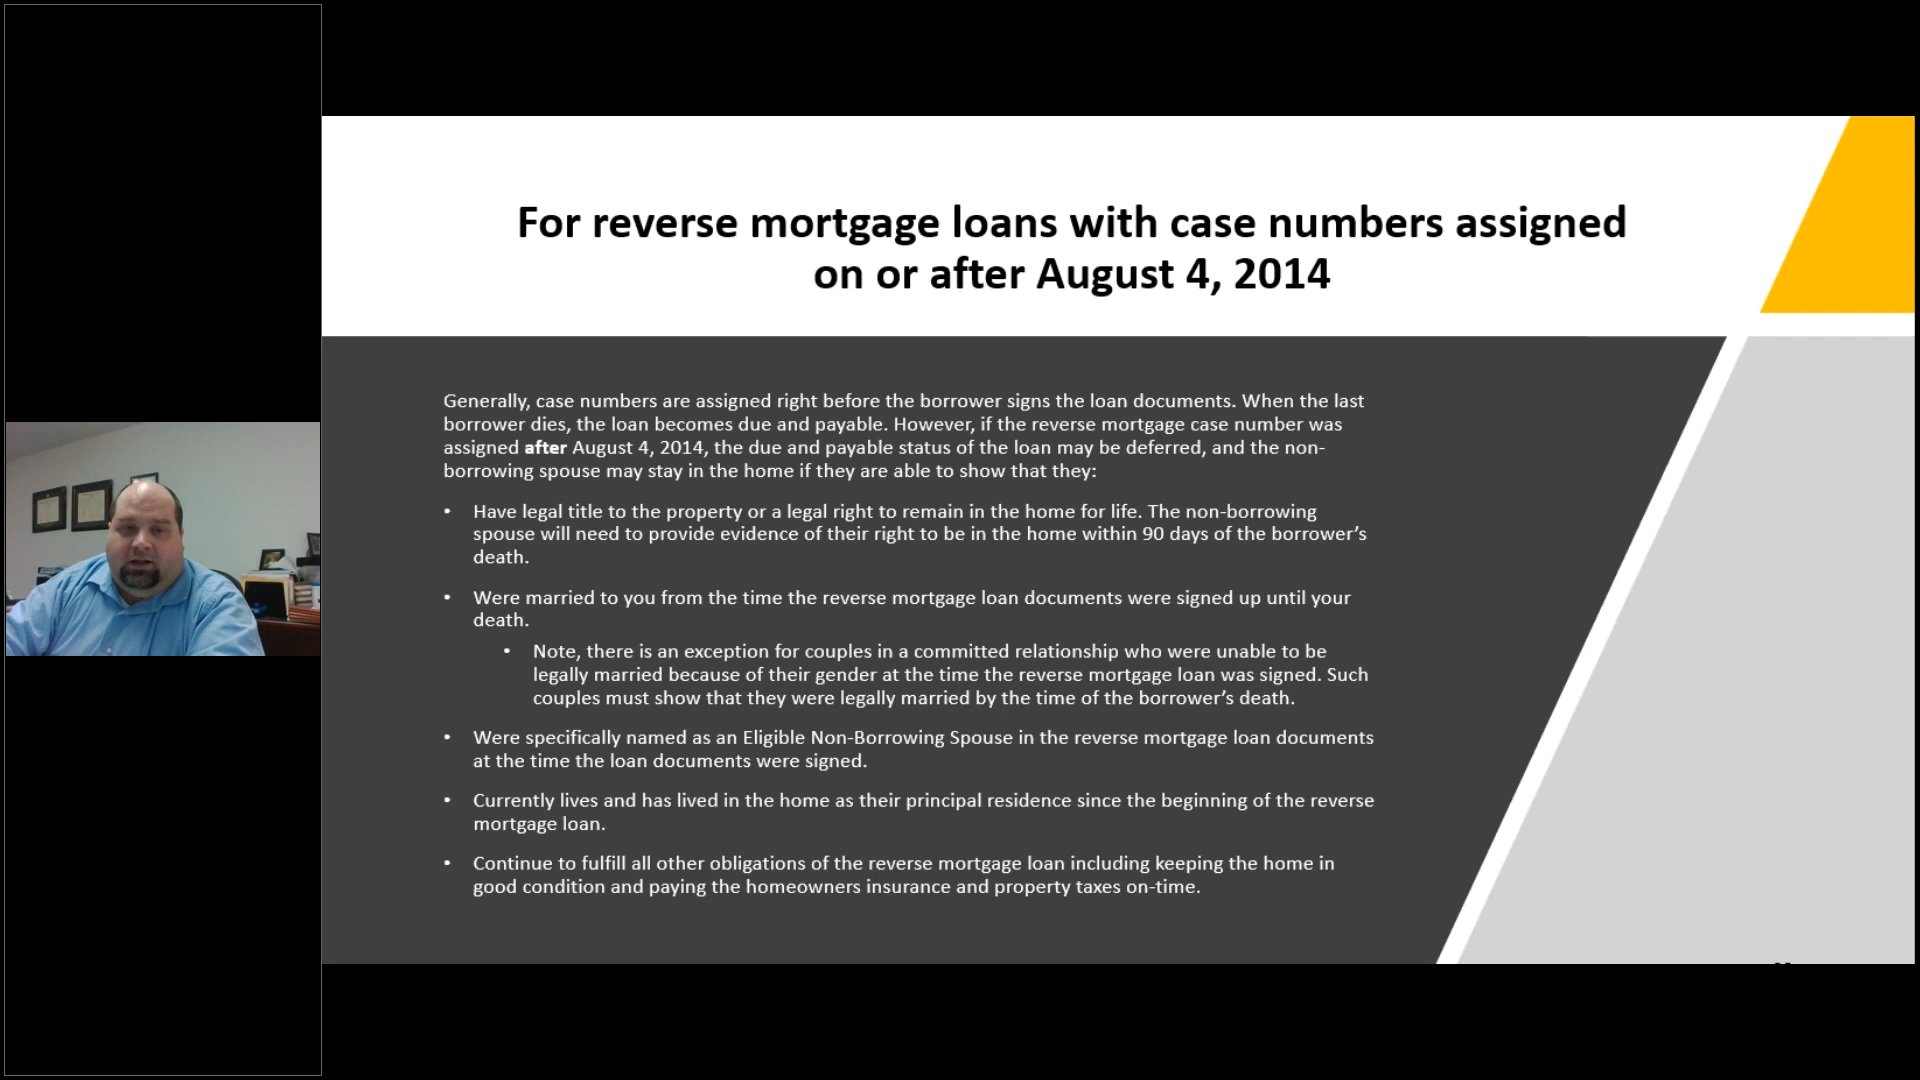 For reverse mortgage loans with case numbers assigned
on or after August 4, 2014
Generally, case numbers are assigned right before the borrower signs the loan documents. When the last
borrower dies, the loan becomes due and payable. However, if the reverse mortgage case number was
assigned after August 4, 2014, the due and payable status of the loan may be deferred, and the non-
borrowing spouse may stay in the home if they are able to show that they:
• Have legal title to the property or a legal right to remain in the home for life. The non-borrowing
spouse will need to provide evidence of their right to be in the home within 90 days of the borrower’s
death.
• Were married to you from the time the reverse mortgage loan documents were signed up until your
death.
• Note, there is an exception for couples in a committed relationship who were unable to be
legally married because of their gender at the time the reverse mortgage loan was signed. Such
couples must show that they were legally married by the time of the borrower’s death.
• Were specifically named as an Eligible Non-Borrowing Spouse in the reverse mortgage loan documents
at the time the loan documents were signed.
• Currently lives and has lived in the home as their principal residence since the beginning of the reverse
mortgage loan.
• Continue to fulfill all other obligations of the reverse mortgage loan including keeping the home in
good condition and paying the homeowners insurance and property taxes on-time.